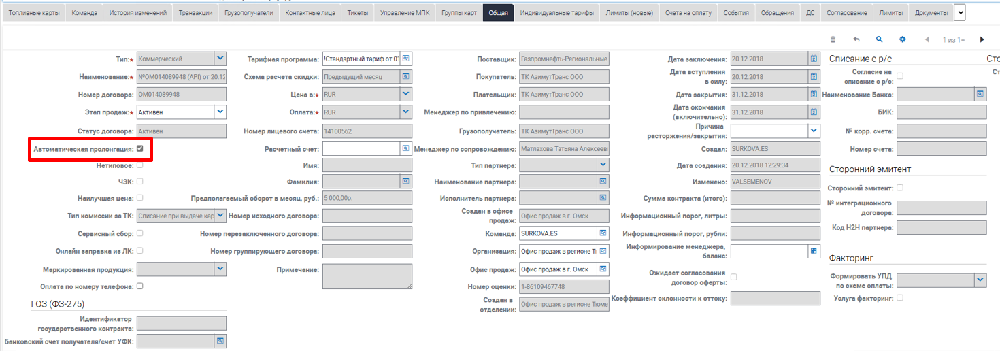 Топливные карты Команда История изменений Транзакции Грузополучатели Контактные лица Тикеты Управление МПК Группы карт Общая Индивидуальные тарифы Лимиты (новые) Счета на оплату События Обращения ДС Согласование Лимиты Документы
1 из 1+
Тип:* Коммерческий
Наименование:* №ОМ014089948 (API) от 20.12
Номер договора: ОМ014089948
Этап продаж:* Активен
Статус договора: Активен
Автоматическая пролонгация:
Нетиповое:
ЧЗК:
Наилучшая цена:
Тип комиссии за ТК: Списание при выдаче кар
Сервисный сбор:
Онлайн заправка из ЛК:
Маркированная продукция:
Оплата по номеру телефона:
ГОЗ (ФЗ-275)
Идентификатор
государственного контракта:
Банковский счет получателя/счет УФК:
Тарифная программа: !Стандартный тариф от 01
Схема расчета скидки: Предыдущий месяц
Цена в:* RUR
Оплата:* RUR
Номер лицевого счета: 14100562
Расчетный счет:
Имя:
Фамилия:
Предполагаемый оборот в месяц, руб.: 5 000,00р.
Номер исходного договора:
Номер перезаключенного договора:
Номер группирующего договора:
Примечание:
Поставщик: Газпромнефть-Региональные
Покупатель: ТК АзимутТранс ООО
Плательщик: ТК АзимутТранс ООО
Менеджер по привлечению:
Грузополучатель: ТК АзимутТранс ООО
Менеджер по сопровождению: Матлахова Татьяна Алексеев
Тип партнера:
Наименование партнера:
Исполнитель партнера:
Создан в офисе
продаж: Офис продаж в г. Омск
Команда: SURKOVA.ES
Организация: Офис продаж в регионе Тю
Офис продаж: Офис продаж в г. Омск
Номер оценки: 1-86109467748
Создан в
отделении: Офис продаж в регионе Тюме
Дата заключения: 20.12.2018
Дата вступления
в силу: 20.12.2018
Дата закрытия: 31.12.2018
Дата окончания
(включительно): 31.12.2018
Причина
расторжения/закрытия:
Создал: SURKOVA.ES
Дата создания: 20.12.2018 12:29:34
Изменено: VALSEMENOV
Сумма контракта (итого):
Информационный порог, литры:
Информационный порог, рубли:
Информирование менеджера,
баланс:
Ожидает согласования
договор оферты:
Коэффициент склонности к оттоку:
Списание с р/с
Согласие на
списание с р/с:
Наименование Банка:
БИК:
№ корр. счета:
Номер счета:
Сторонний эмитент
Сторонний эмитент:
№ интеграционного
договора:
Код H2H партнера:
Факторинг
Формировать УПД
по схеме оплаты:
Услуга факторинг:
Сто
Ст